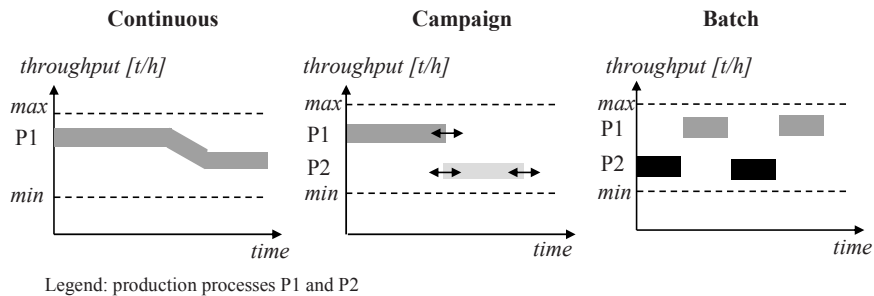 Continuous
Campaign
Batch
throughput [t/h]
max
P1
min
time
throughput [t/h]
max
P1
P2
min
time
throughput [t/h]
max
P1
P2
min
time
Legend: production processes P1 and P2